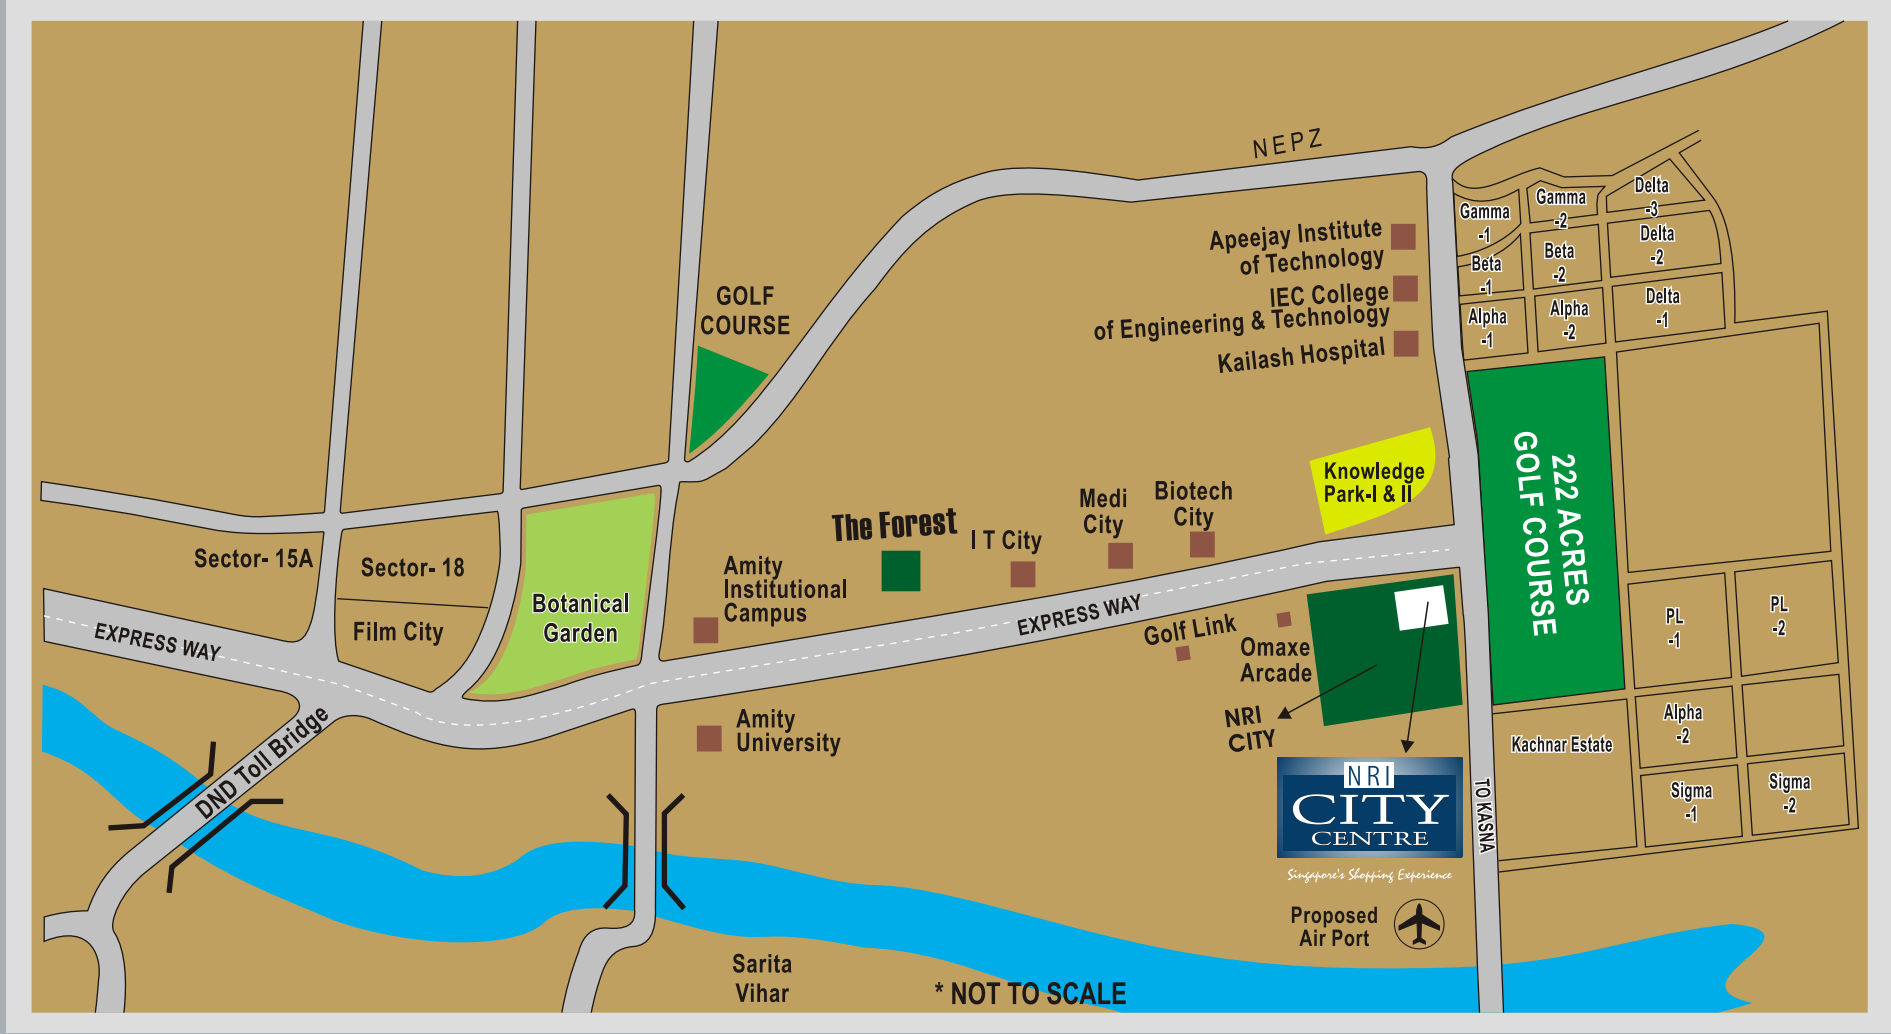 NEPZ
Gamma
-1
Gamma
-2
Delta
-3
Beta
-1
Beta
-2
Delta
-2
Alpha
-1
Alpha
-2
Delta
-1
Apeejay Institute
of Technology
IEC College
of Engineering & Technology
Kailash Hospital
GOLF
COURSE
222 ACRES
GOLF COURSE
Knowledge
Park-I & II
Biotech
City
Medi
City
I T City
The Forest
Amity
Institutional
Campus
Botanical
Garden
Sector- 15A
Sector- 18
Film City
EXPRESS WAY
EXPRESS WAY
Golf Link
Omaxe
Arcade
NRI
CITY
PL
-1
PL
-2
Alpha
-2
Kachnar Estate
Sigma
-1
Sigma
-2
DND Toll Bridge
Amity
University
NRI
CITY
CENTRE
Singapore's Shopping Experience
TO KASNA
Proposed
Air Port
Sarita
Vihar
* NOT TO SCALE